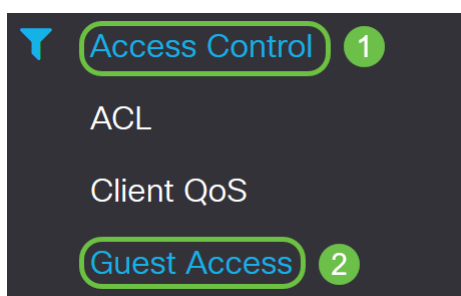 Access Control 1
ACL
Client QoS
Guest Access 2